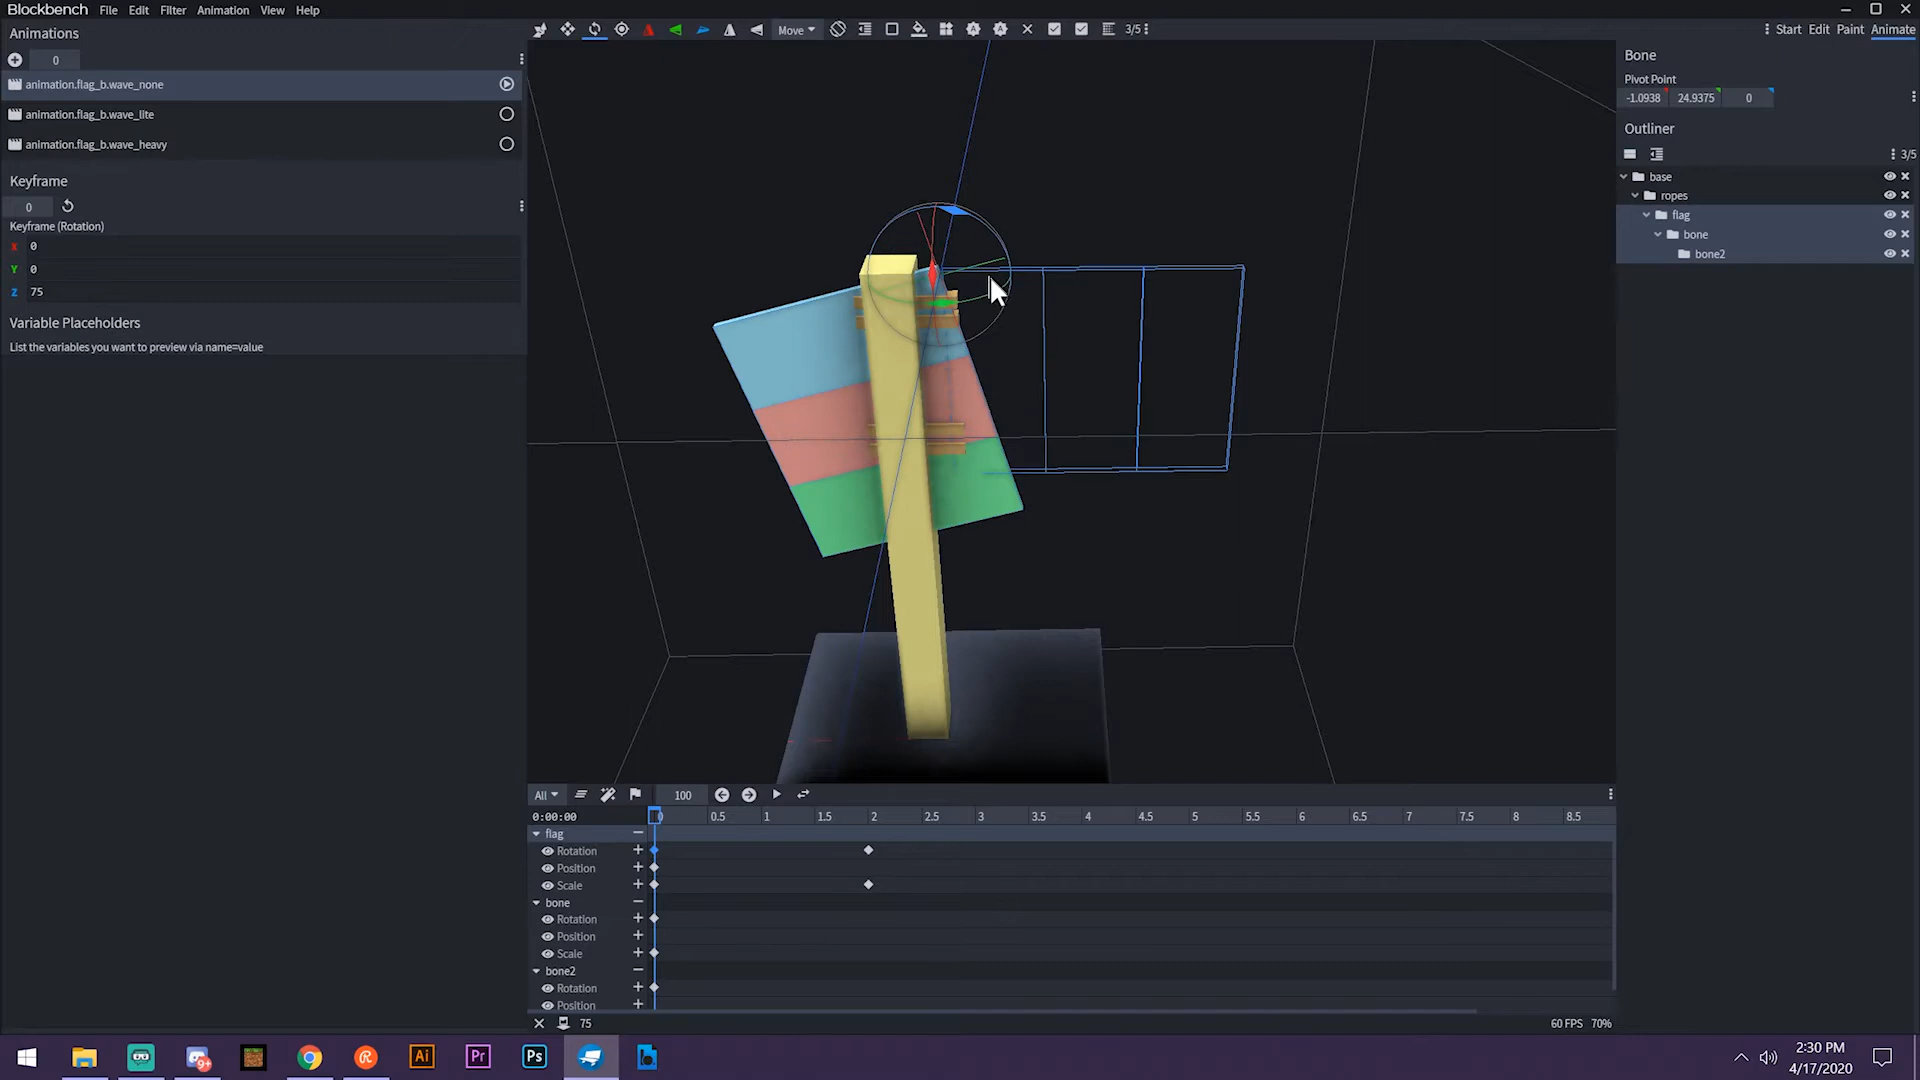 Blockbench File Edit Filter Animation View Help
Animations
0
animation.flag_b.wave_none
animation.flag_b.wave_lite
animation.flag_b.wave_heavy
Keyframe
0
Keyframe (Rotation)
X 0
Y 0
Z 75
Variable Placeholders
List the variables you want to preview via name=value
Move 3/5
Start Edit Paint Animate
Bone
Pivot Point
-1.0938 24.9375 0
Outliner
3/5
base
ropes
flag
bone
bone2
All 100
0:00:00 0 0.5 1 1.5 2 2.5 3 3.5 4 4.5 5 5.5 6 6.5 7 7.5 8 8.5
flag
Rotation
Position
Scale
bone
Rotation
Position
Scale
bone2
Rotation
Position
75
60 FPS 70%
9+ Ai Pr Ps
2:30 PM
4/17/2020